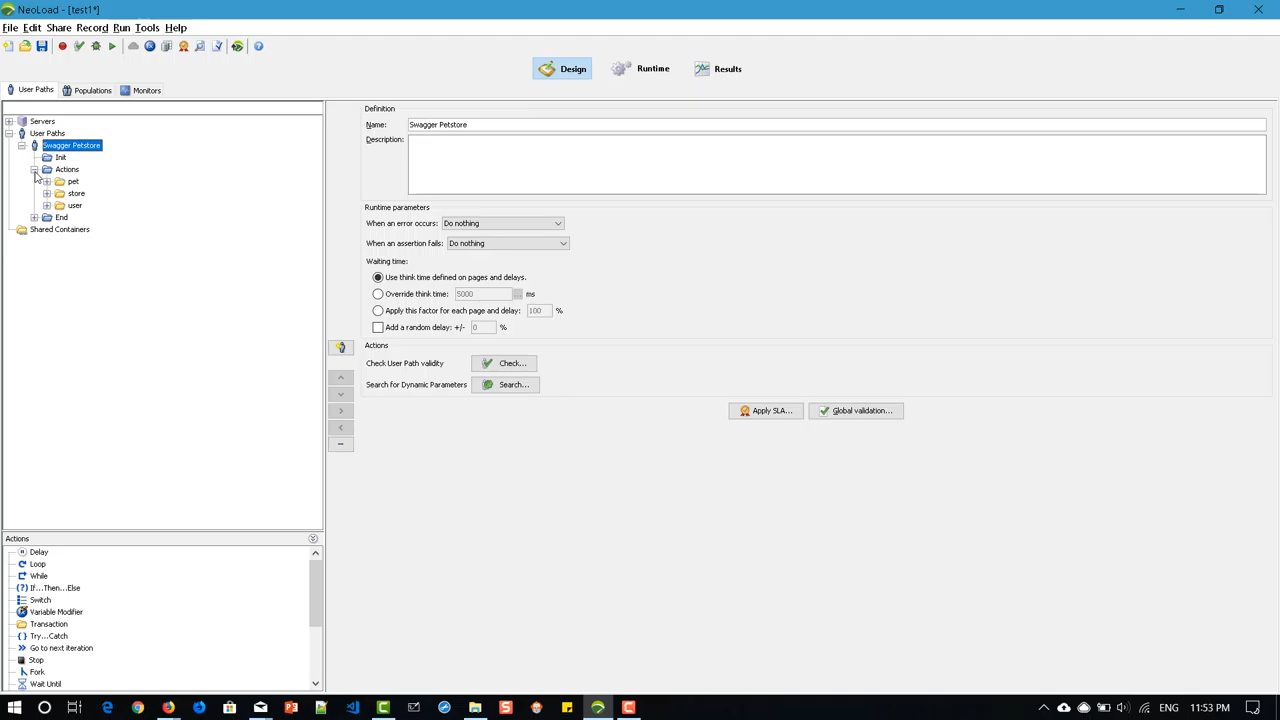 NeoLoad - [test1*]
File Edit Share Record Run Tools Help
Design Runtime Results
User Paths Populations Monitors
Servers
User Paths
Swagger Petstore
Init
Actions
pet
store
user
End
Shared Containers
Definition
Name: Swagger Petstore
Description:
Runtime parameters
When an error occurs: Do nothing
When an assertion fails: Do nothing
Waiting time:
Use think time defined on pages and delays.
Override think time: 5000 ms
Apply this factor for each page and delay: 100 %
Add a random delay: +/- 0 %
Actions
Check User Path validity Check...
Search for Dynamic Parameters Search...
Apply SLA... Global validation...
Actions
Delay
Loop
While
If...Then...Else
Switch
Variable Modifier
Transaction
Try...Catch
Go to next iteration
Stop
Fork
Wait Until
ENG 11:53 PM